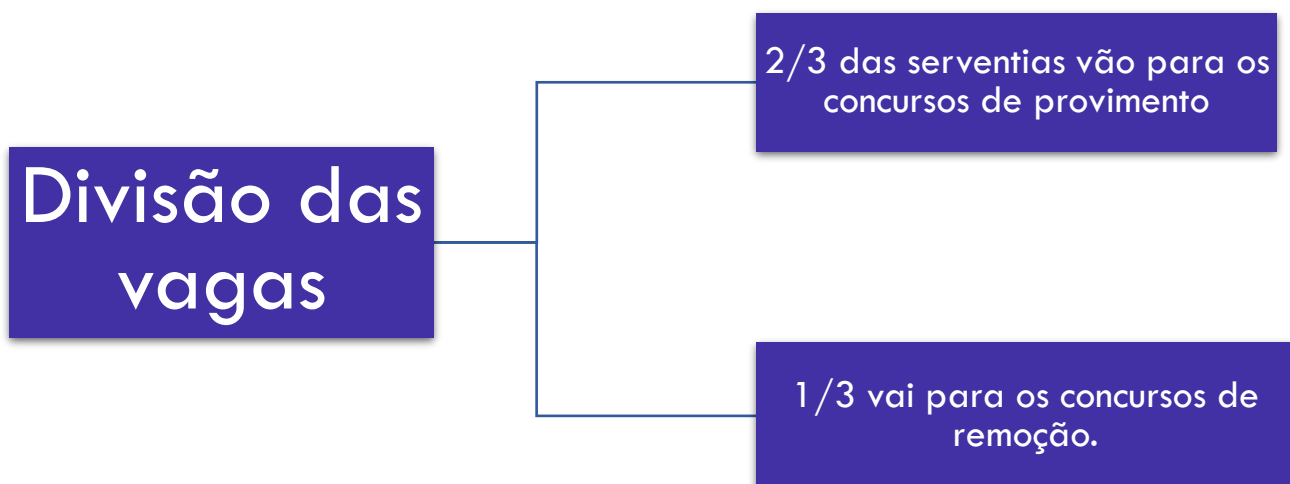 Divisão das
vagas
2/3 das serventias vão para os
concursos de provimento
1/3 vai para os concursos de
remoção.